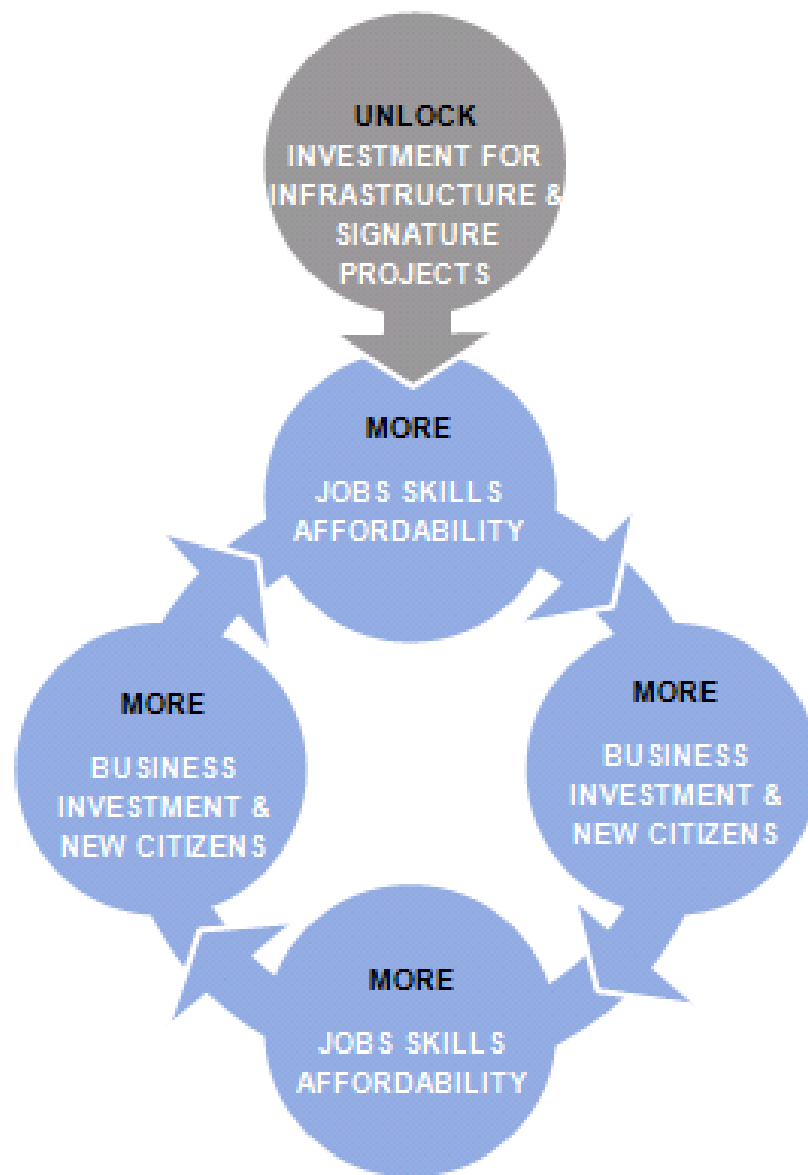 UNLOCK
INVESTMENT FOR
INFRASTRUCTURE &
SIGNATURE
PROJECTS
MORE
JOBS SKILLS
AFFORDABILITY
MORE
BUSINESS
INVESTMENT &
NEW CITIZENS
MORE
BUSINESS
INVESTMENT &
NEW CITIZENS
MORE
JOBS SKILLS
AFFORDABILITY